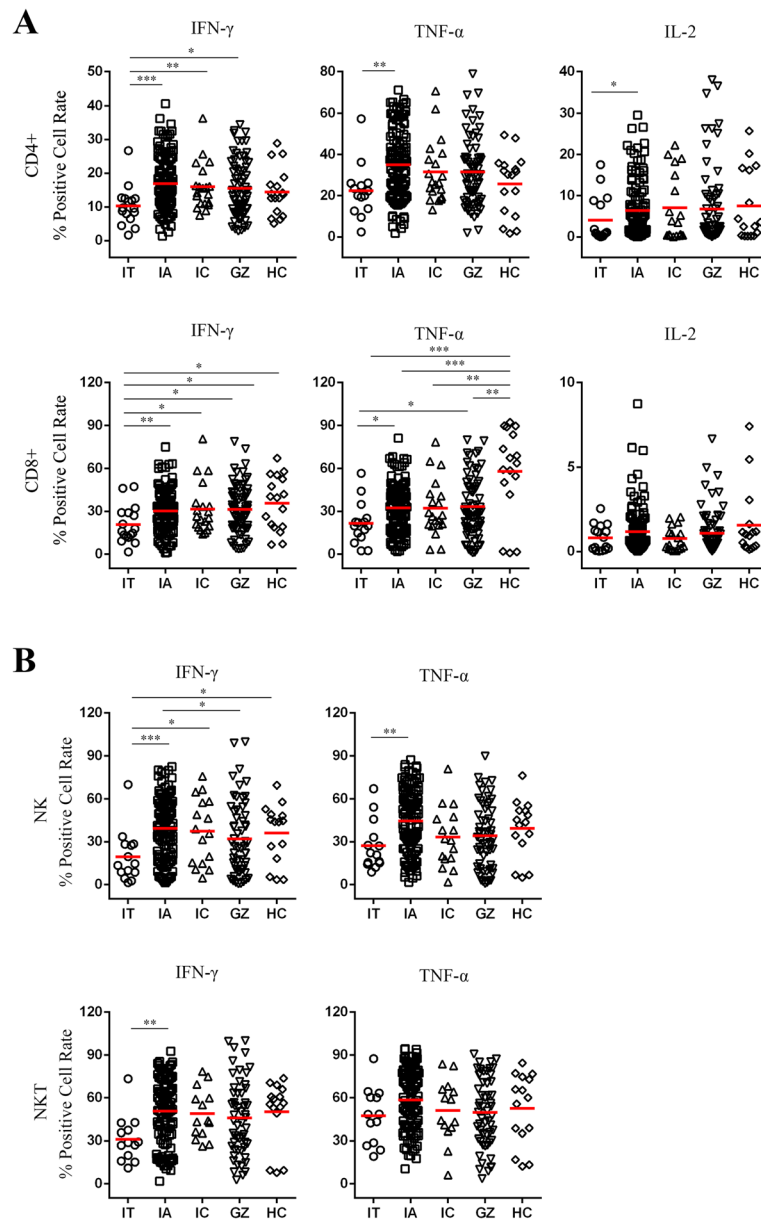 A
IFN-γ
TNF-α
IL-2
CD4+
% Positive Cell Rate
50
40
30
20
10
0
*
**
***
IT IA IC GZ HC
80
60
40
20
0
**
IT IA IC GZ HC
40
30
20
10
0
*
IT IA IC GZ HC
IFN-γ
TNF-α
IL-2
CD8+
% Positive Cell Rate
120
90
60
30
0
*
*
*
*
**
IT IA IC GZ HC
120
90
60
30
0
***
***
**
**
*
*
IT IA IC GZ HC
10
5
0
IT IA IC GZ HC
B
IFN-γ
TNF-α
NK
% Positive Cell Rate
120
90
60
30
0
*
*
*
***
IT IA IC GZ HC
120
90
60
30
0
**
IT IA IC GZ HC
IFN-γ
TNF-α
NKT
% Positive Cell Rate
120
90
60
30
0
**
IT IA IC GZ HC
120
90
60
30
0
IT IA IC GZ HC